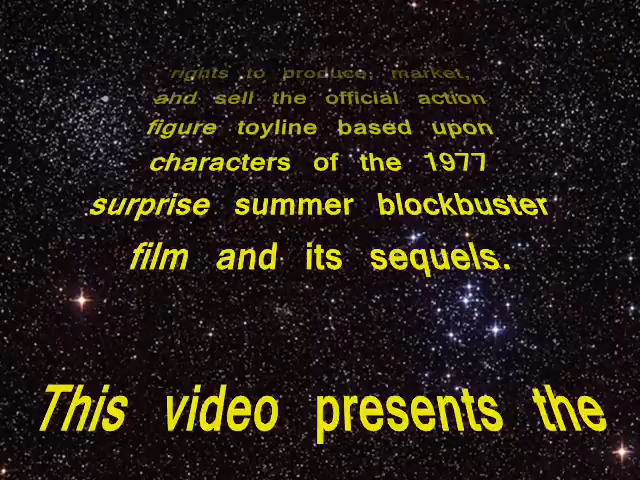 rights to produce, market,
and sell the official action
figure toyline based upon
characters of the 1977
surprise summer blockbuster
film and its sequels.
This video presents the